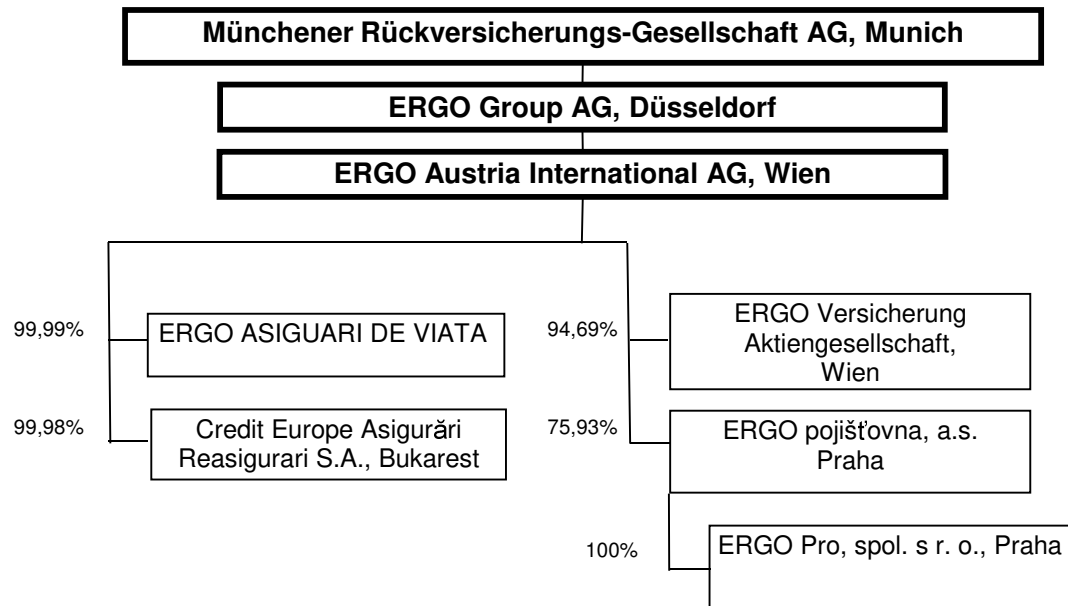 Münchener Rückversicherungs-Gesellschaft AG, Munich
ERGO Group AG, Düsseldorf
ERGO Austria International AG, Wien
99,99%
ERGO ASIGUARI DE VIATA
94,69%
ERGO Versicherung
Aktiengesellschaft,
Wien
99,98%
Credit Europe Asigurări
Reasigurari S.A., Bukarest
75,93%
ERGO pojišťovna, a.s.
Praha
100%
ERGO Pro, spol. s r. o., Praha